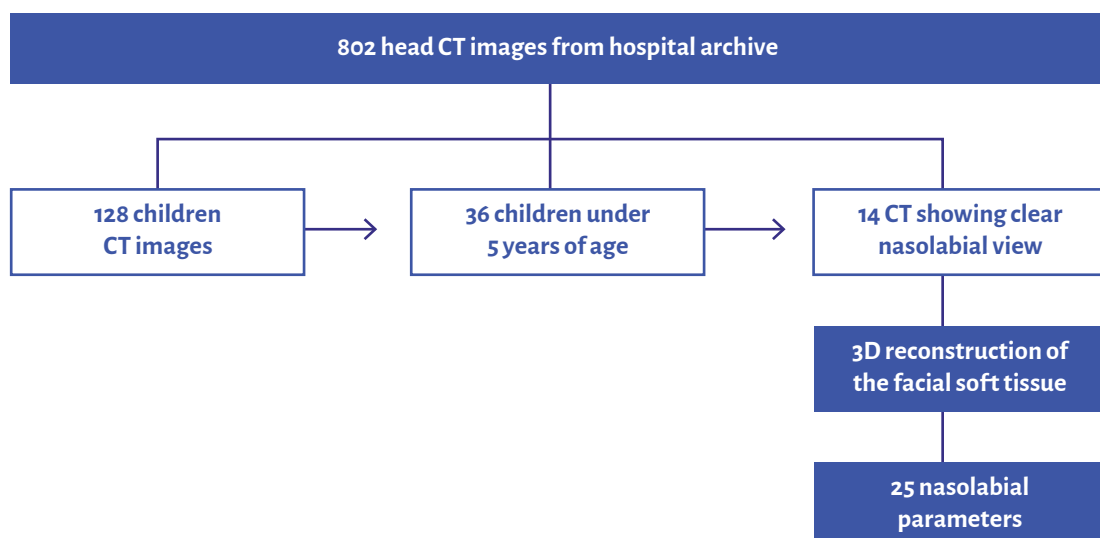 802 head CT images from hospital archive
128 children
CT images
36 children under
5 years of age
14 CT showing clear
nasolabial view
3D reconstruction of
the facial soft tissue
25 nasolabial
parameters